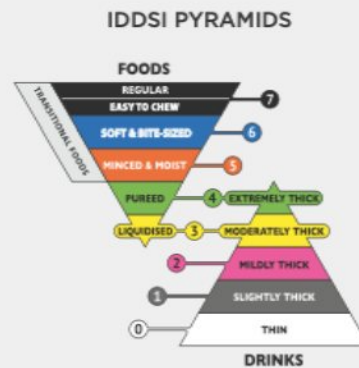 IDDSI PYRAMIDS
FOODS
TRANSITIONAL FOODS
REGULAR
EASY TO CHEW
7
SOFT & BITE-SIZED
6
MINCED & MOIST
5
PUREED
4
EXTREMELY THICK
LIQUIDISED
3
MODERATELY THICK
2
MILDLY THICK
1
SLIGHTLY THICK
0
THIN
DRINKS